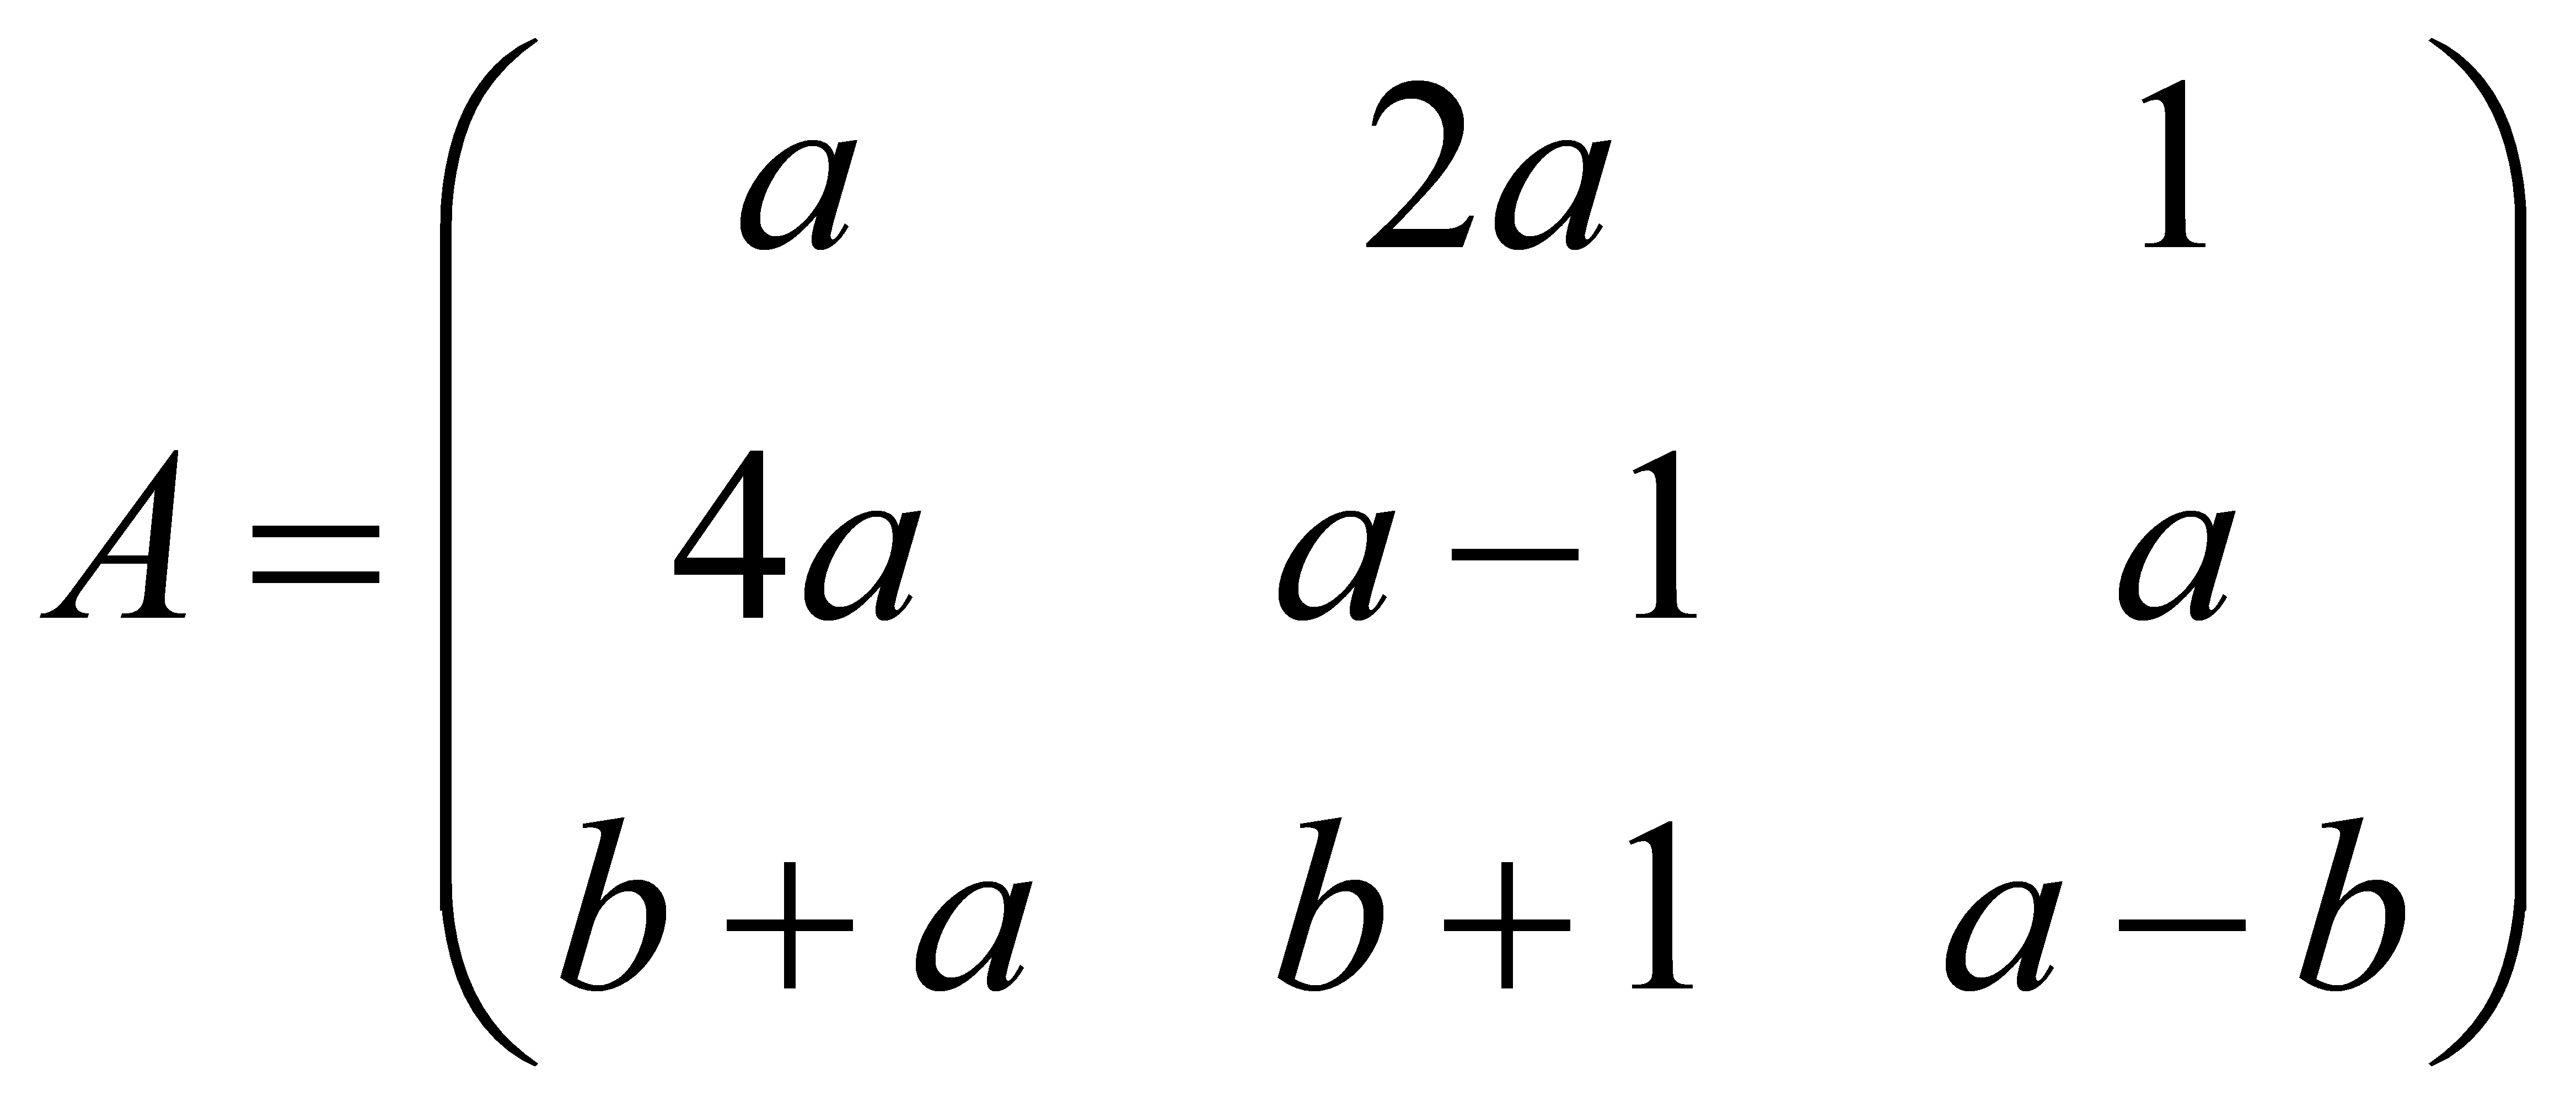 A = ( a 2a 1
4a a − 1 a
b + a b + 1 a − b )